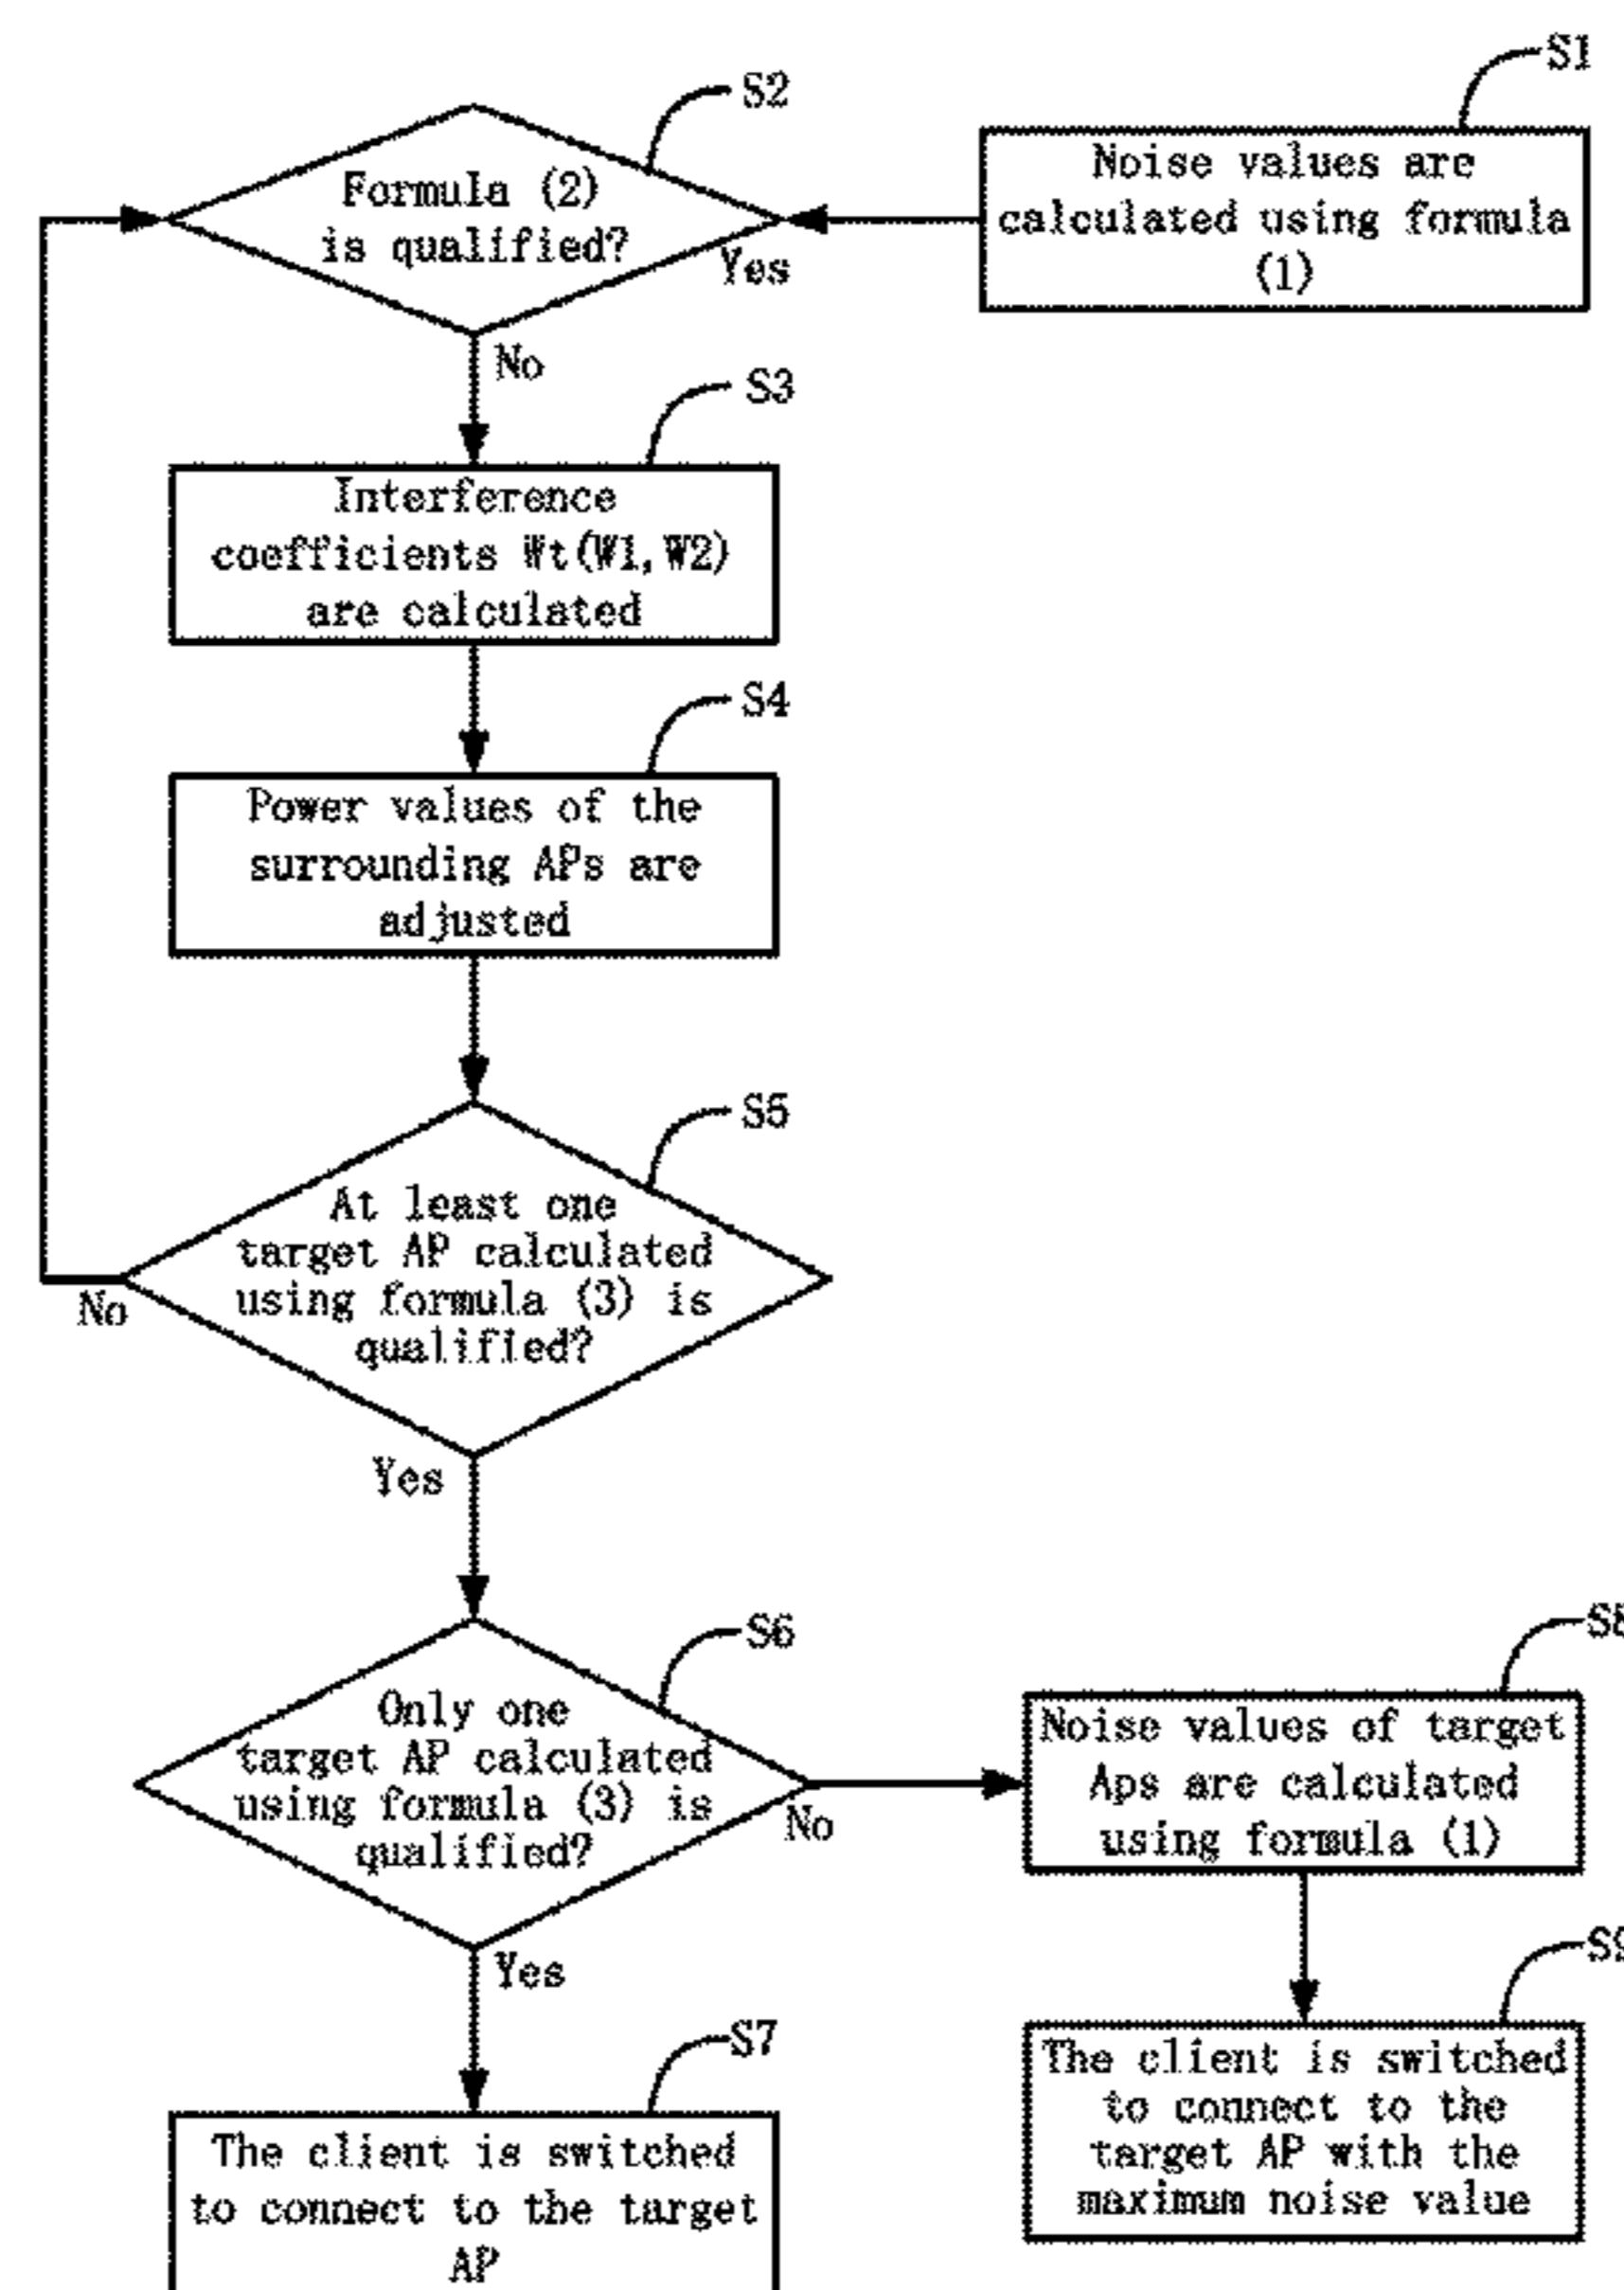 S1
Noise values are
calculated using formula
(1)
S2
Formula (2)
is qualified?
Yes
No
S3
Interference
coefficients Wt(W1,W2)
are calculated
S4
Power values of the
surrounding APs are
adjusted
S5
At least one
target AP calculated
using formula (3) is
qualified?
No
Yes
S6
Only one
target AP calculated
using formula (3) is
qualified?
No
Yes
S8
Noise values of target
Aps are calculated
using formula (1)
S9
The client is switched
to connect to the
target AP with the
maximum noise value
S7
The client is switched
to connect to the target
AP